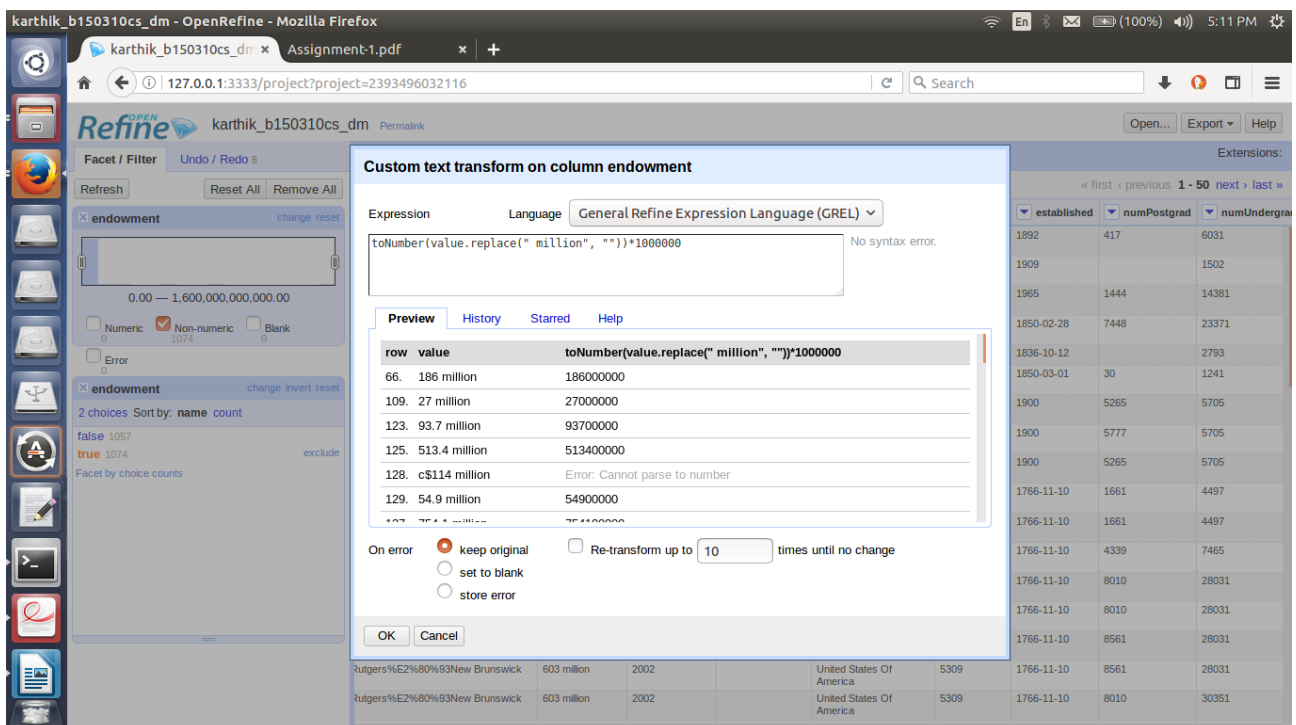 karthik_b150310cs_dm - OpenRefine - Mozilla Firefox
En (100%) 5:11 PM
karthik_b150310cs_dm × Assignment-1.pdf × +
127.0.0.1:3333/project?project=2393496032116 Search
OPEN Refine karthik_b150310cs_dm Permalink Open... Export Help
Facet / Filter Undo / Redo 8 Extensions:
Refresh Reset All Remove All « first ‹ previous 1 - 50 next › last »
endowment change reset
0.00 — 1,600,000,000,000.00
Numeric 0 Non-numeric 1074 Blank 0
Error 0
endowment change invert reset
2 choices Sort by: name count
false 1057
true 1074 exclude
Facet by choice counts
Custom text transform on column endowment
Expression Language General Refine Expression Language (GREL)
toNumber(value.replace(" million", ""))*1000000 No syntax error.
Preview History Starred Help
row value toNumber(value.replace(" million", ""))*1000000
66. 186 million 186000000
109. 27 million 27000000
123. 93.7 million 93700000
125. 513.4 million 513400000
128. c$114 million Error: Cannot parse to number
129. 54.9 million 54900000
On error keep original Re-transform up to 10 times until no change
set to blank
store error
OK Cancel
established numPostgrad numUndergra
1892 417 6031
1909 1502
1965 1444 14381
1850-02-28 7448 23371
1836-10-12 2793
1850-03-01 30 1241
1900 5265 5705
1900 5777 5705
1900 5265 5705
1766-11-10 1661 4497
1766-11-10 1661 4497
1766-11-10 4339 7465
1766-11-10 8010 28031
1766-11-10 8010 28031
1766-11-10 8561 28031
Rutgers%E2%80%93New Brunswick 603 million 2002 United States Of America 5309 1766-11-10 8561 28031
Rutgers%E2%80%93New Brunswick 603 million 2002 United States Of America 5309 1766-11-10 8010 30351